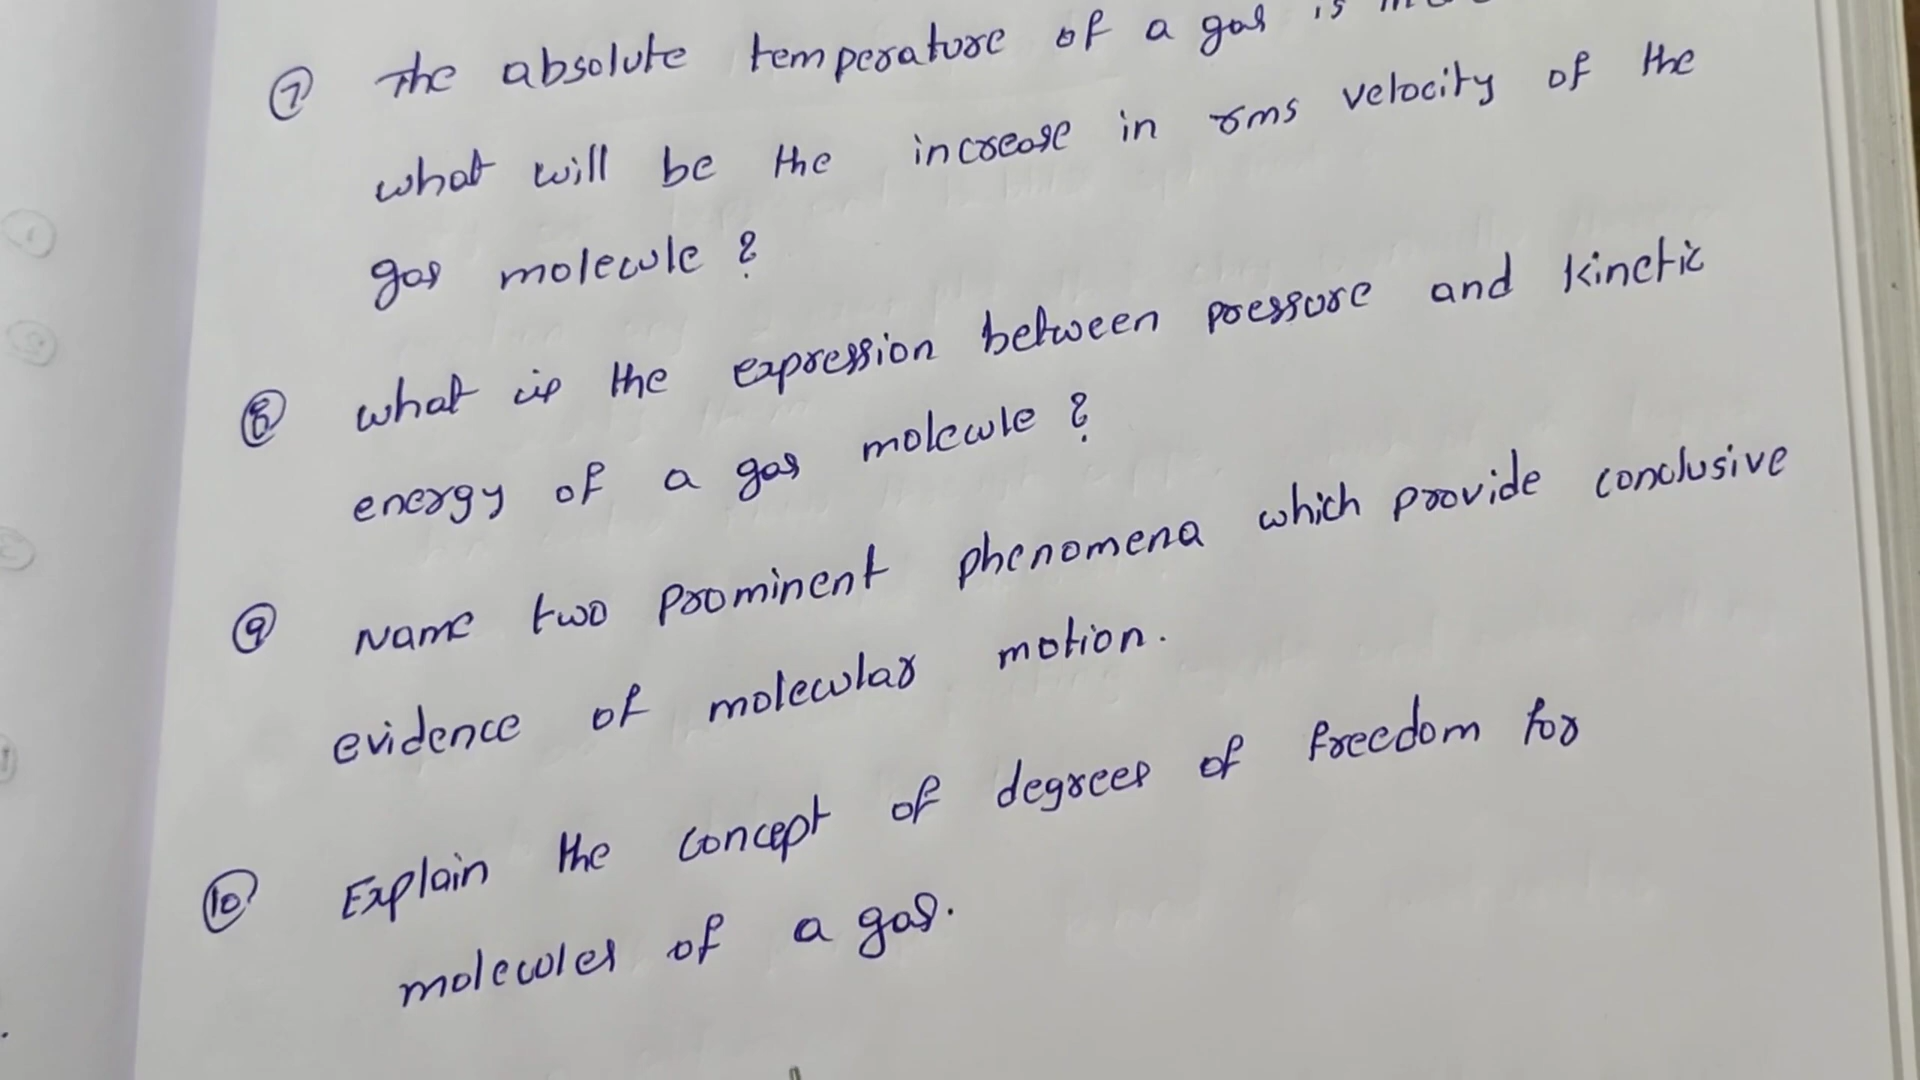 ⑦ The absolute temperature of a gas is
what will be the increase in rms velocity of the
gas molecule ?
⑧ what is the expression between pressure and kinetic
energy of a gas molecule ?
⑨ Name two prominent phenomena which provide conclusive
evidence of molecular motion.
⑩ Explain the concept of degrees of freedom for
molecules of a gas.